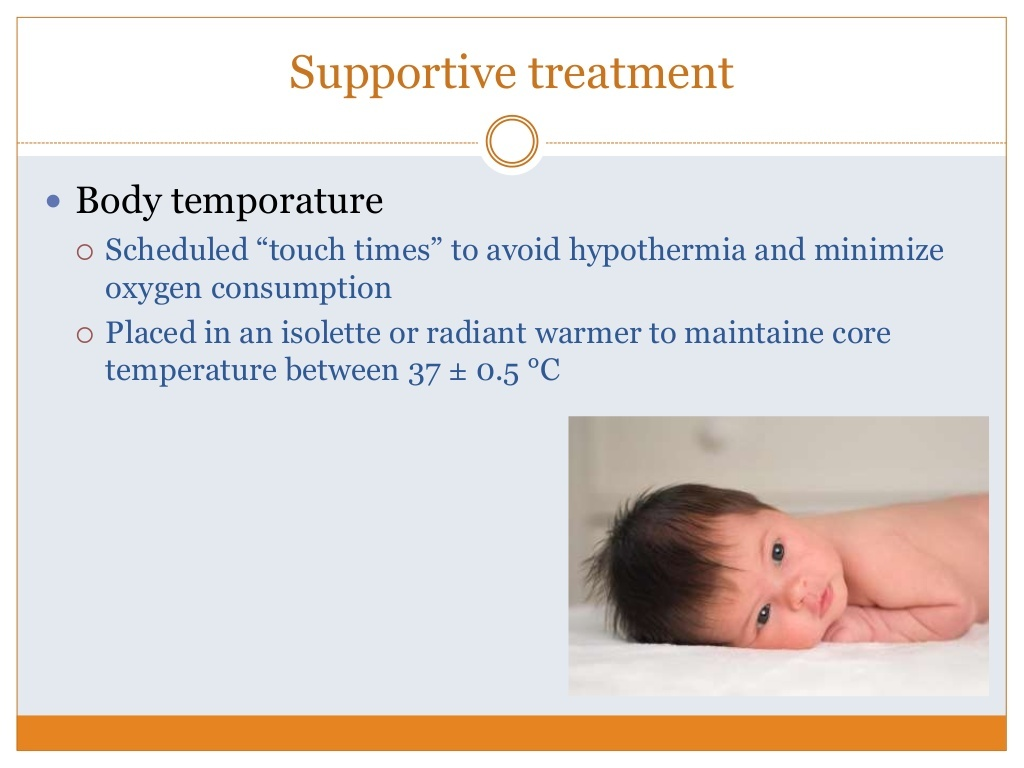 Supportive treatment
Body temporature
Scheduled “touch times” to avoid hypothermia and minimize
oxygen consumption
Placed in an isolette or radiant warmer to maintaine core
temperature between 37 ± 0.5 °C